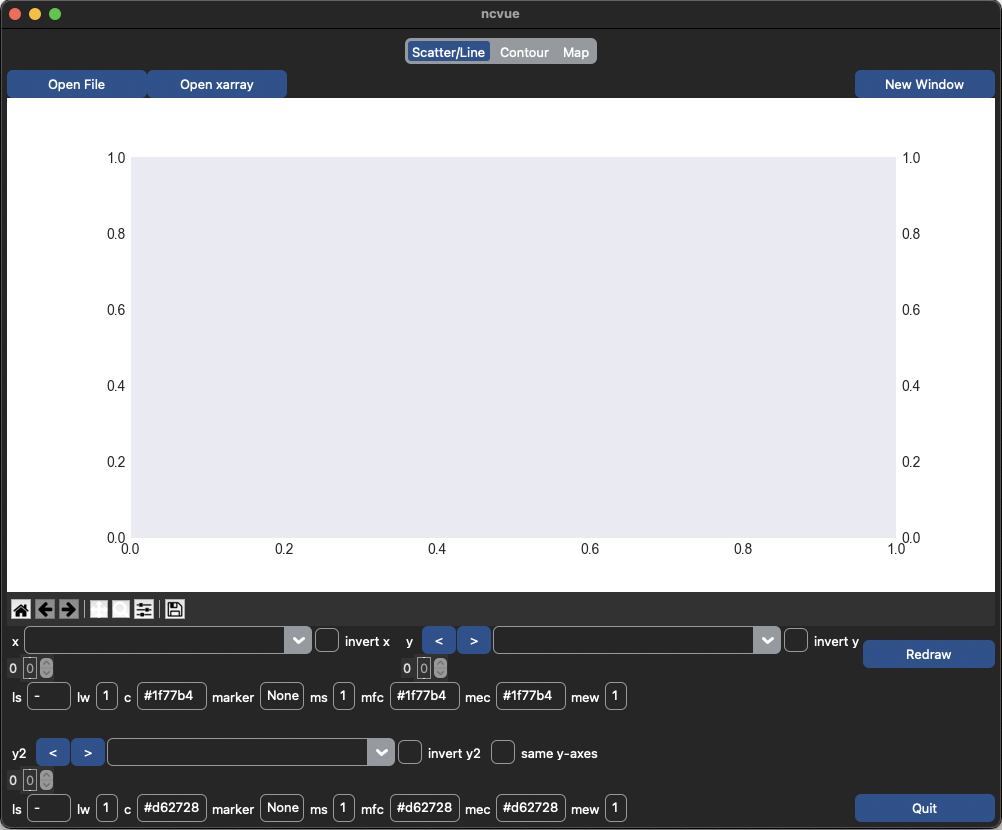 ncvue
Scatter/Line Contour Map
Open File Open xarray New Window
1.0 1.0
0.8 0.8
0.6 0.6
0.4 0.4
0.2 0.2
0.0 0.0
0.0 0.2 0.4 0.6 0.8 1.0
x invert x y < > invert y
Redraw
0 0 0 0
ls - lw 1 c #1f77b4 marker None ms 1 mfc #1f77b4 mec #1f77b4 mew 1
y2 < > invert y2 same y-axes
0 0
ls - lw 1 c #d62728 marker None ms 1 mfc #d62728 mec #d62728 mew 1 Quit